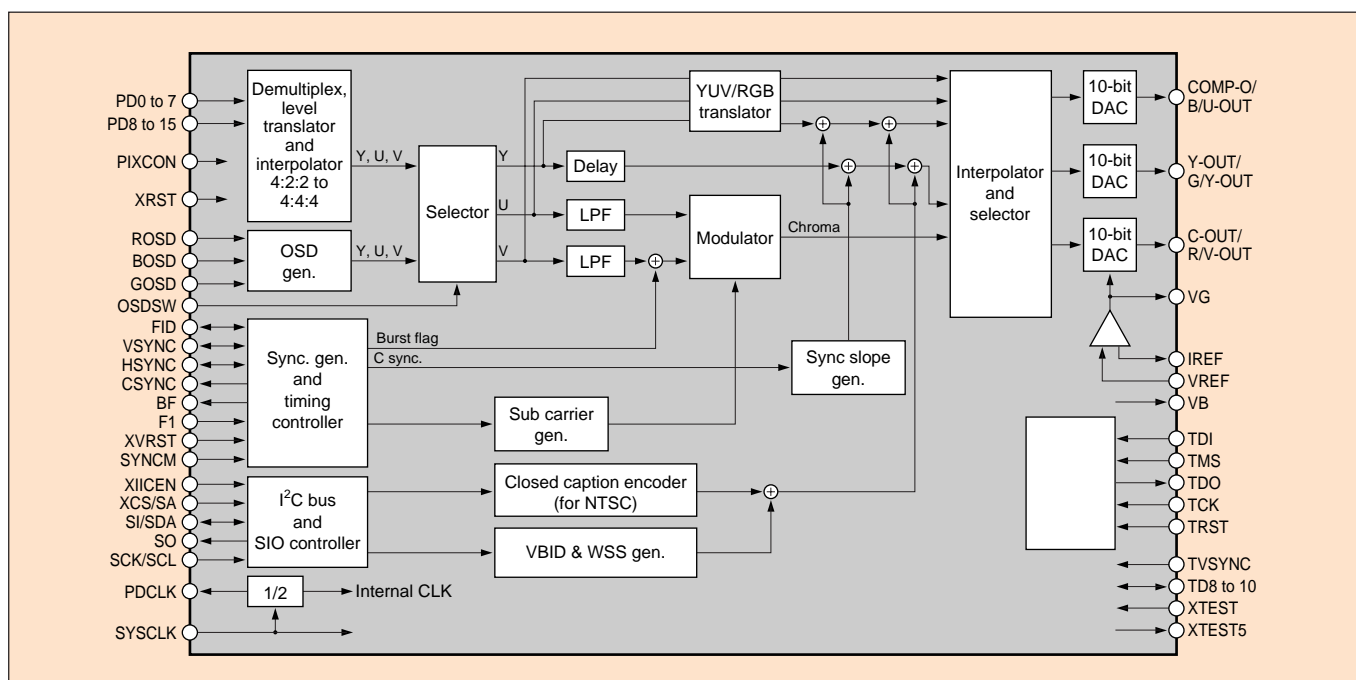 PD0 to 7
PD8 to 15
PIXCON
XRST
ROSD
BOSD
GOSD
OSDSW
FID
VSYNC
HSYNC
CSYNC
BF
F1
XVRST
SYNCM
XIICEN
XCS/SA
SI/SDA
SO
SCK/SCL
PDCLK
SYSCLK
Demultiplex,
level
translator
and
interpolator
4:2:2 to
4:4:4
Y, U, V
OSD
gen.
Y, U, V
Selector
Y
U
V
Sync. gen.
and
timing
controller
Burst flag
C sync.
I2C bus
and
SIO controller
1/2
Internal CLK
Delay
LPF
LPF
YUV/RGB
translator
Modulator
Chroma
Sub carrier
gen.
Closed caption encoder
(for NTSC)
VBID & WSS gen.
Sync slope
gen.
Interpolator
and
selector
10-bit
DAC
10-bit
DAC
10-bit
DAC
COMP-O/
B/U-OUT
Y-OUT/
G/Y-OUT
C-OUT/
R/V-OUT
VG
IREF
VREF
VB
TDI
TMS
TDO
TCK
TRST
TVSYNC
TD8 to 10
XTEST
XTEST5